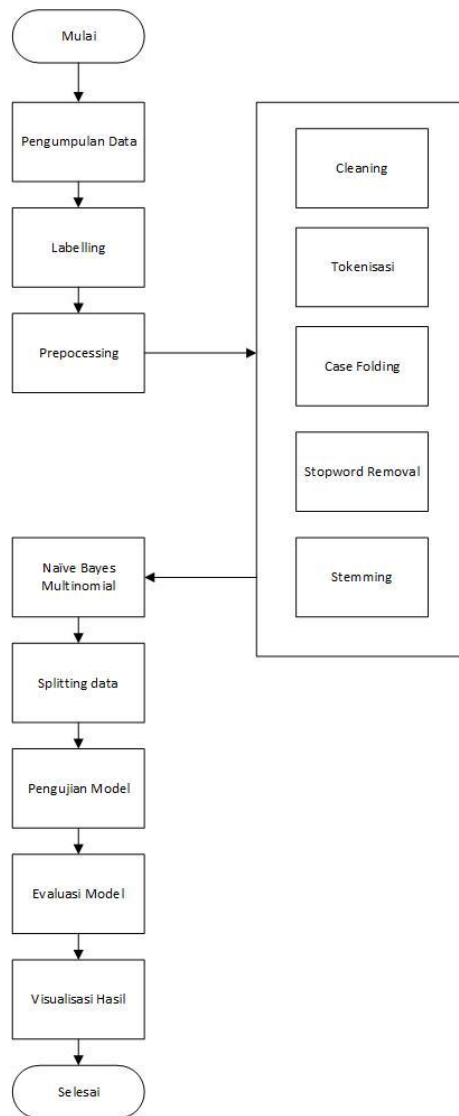 Mulai
Pengumpulan Data
Labelling
Prepocessing
Cleaning
Tokenisasi
Case Folding
Stopword Removal
Stemming
Naïve Bayes
Multinomial
Splitting data
Pengujian Model
Evaluasi Model
Visualisasi Hasil
Selesai